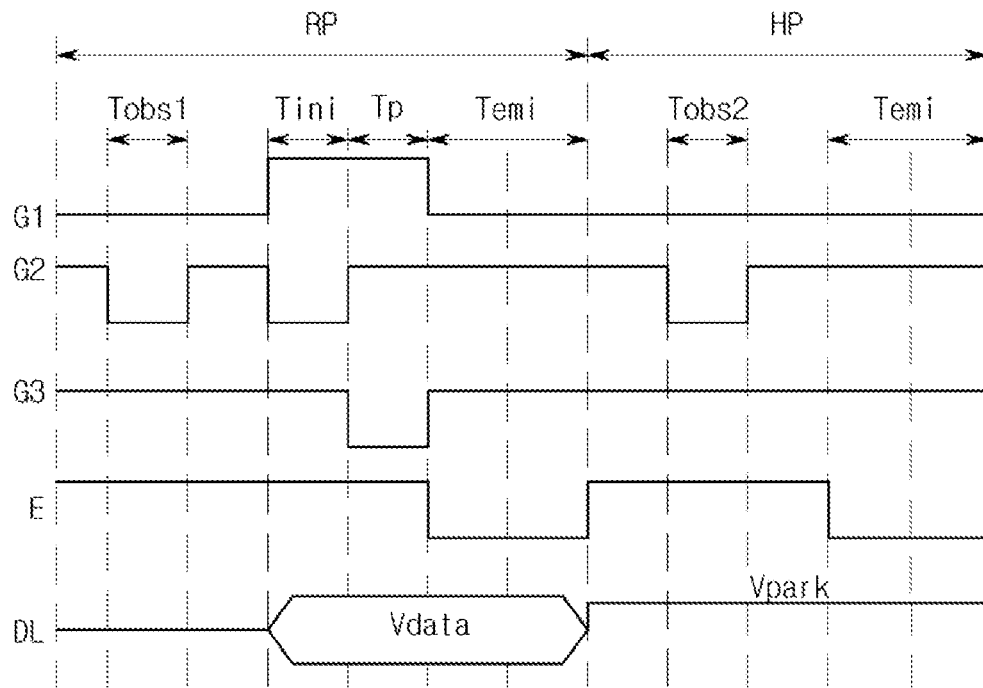 RP HP
Tobs1 Tini Tp Temi Tobs2 Temi
G1
G2
G3
E
Vpark
DL Vdata